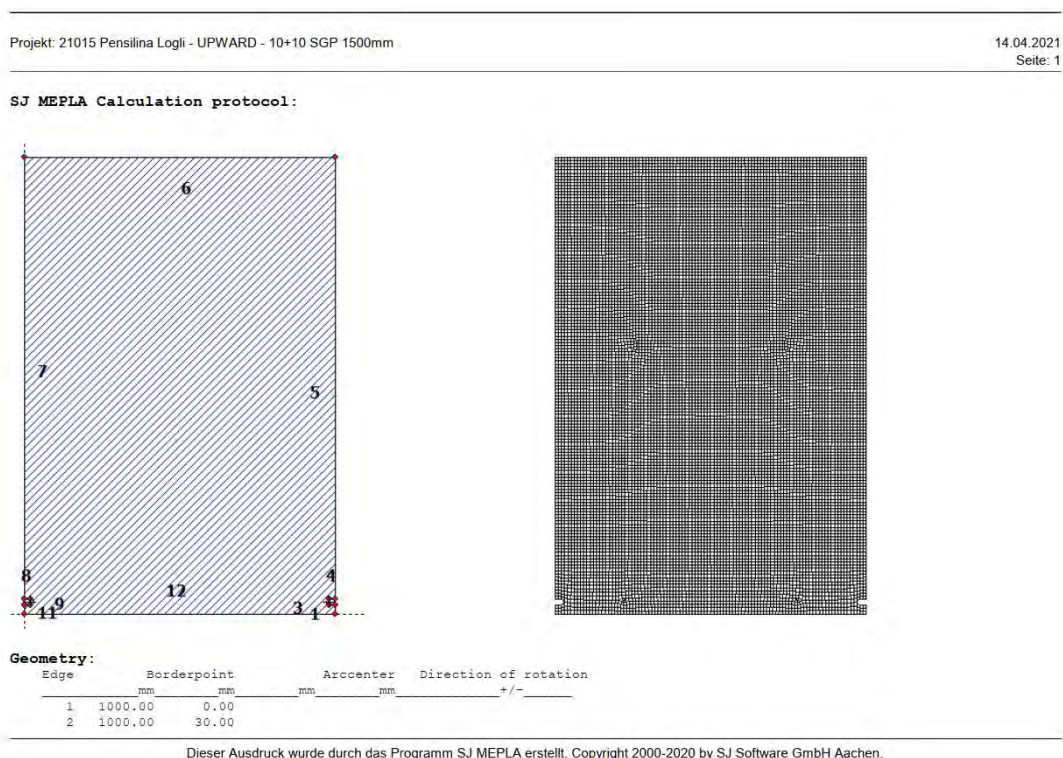 Projekt: 21015 Pensilina Logli - UPWARD - 10+10 SGP 1500mm
14.04.2021
Seite: 1
SJ MEPLA Calculation protocol:
6
7
5
8
4
12
9
11
3
1
Geometry:
Edge Borderpoint Arccenter Direction of rotation
mm mm mm mm +/-
1 1000.00 0.00
2 1000.00 30.00
Dieser Ausdruck wurde durch das Programm SJ MEPLA erstellt. Copyright 2000-2020 by SJ Software GmbH Aachen.